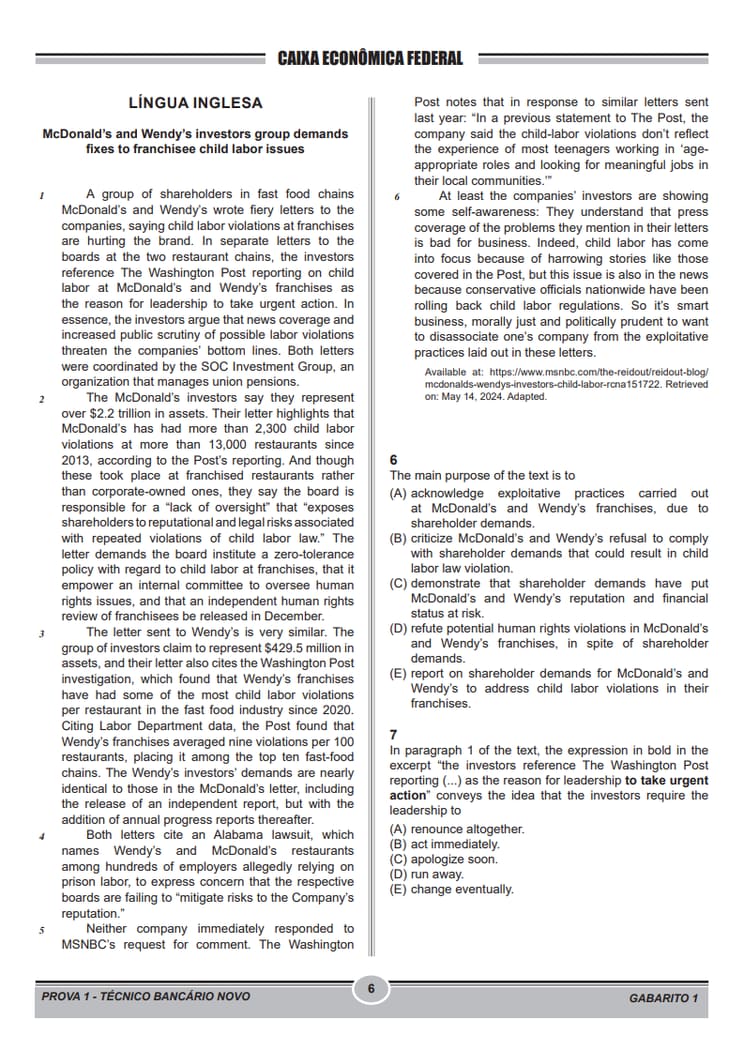 CAIXA ECONÔMICA FEDERAL
LÍNGUA INGLESA
McDonald's and Wendy's investors group demands
fixes to franchisee child labor issues
1 A group of shareholders in fast food chains
McDonald's and Wendy's wrote fiery letters to the
companies, saying child labor violations at franchises
are hurting the brand. In separate letters to the
boards at the two restaurant chains, the investors
reference The Washington Post reporting on child
labor at McDonald's and Wendy's franchises as
the reason for leadership to take urgent action. In
essence, the investors argue that news coverage and
increased public scrutiny of possible labor violations
threaten the companies' bottom lines. Both letters
were coordinated by the SOC Investment Group, an
organization that manages union pensions.
2 The McDonald's investors say they represent
over $2.2 trillion in assets. Their letter highlights that
McDonald's has had more than 2,300 child labor
violations at more than 13,000 restaurants since
2013, according to the Post's reporting. And though
these took place at franchised restaurants rather
than corporate-owned ones, they say the board is
responsible for a "lack of oversight" that "exposes
shareholders to reputational and legal risks associated
with repeated violations of child labor law." The
letter demands the board institute a zero-tolerance
policy with regard to child labor at franchises, that it
empower an internal committee to oversee human
rights issues, and that an independent human rights
review of franchisees be released in December.
3 The letter sent to Wendy's is very similar. The
group of investors claim to represent $429.5 million in
assets, and their letter also cites the Washington Post
investigation, which found that Wendy's franchises
have had some of the most child labor violations
per restaurant in the fast food industry since 2020.
Citing Labor Department data, the Post found that
Wendy's franchises averaged nine violations per 100
restaurants, placing it among the top ten fast-food
chains. The Wendy's investors' demands are nearly
identical to those in the McDonald's letter, including
the release of an independent report, but with the
addition of annual progress reports thereafter.
4 Both letters cite an Alabama lawsuit, which
names Wendy's and McDonald's restaurants
among hundreds of employers allegedly relying on
prison labor, to express concern that the respective
boards are failing to "mitigate risks to the Company's
reputation."
5 Neither company immediately responded to
MSNBC's request for comment. The Washington
Post notes that in response to similar letters sent
last year: "In a previous statement to The Post, the
company said the child-labor violations don't reflect
the experience of most teenagers working in 'age-
appropriate roles and looking for meaningful jobs in
their local communities.'"
6 At least the companies' investors are showing
some self-awareness: They understand that press
coverage of the problems they mention in their letters
is bad for business. Indeed, child labor has come
into focus because of harrowing stories like those
covered in the Post, but this issue is also in the news
because conservative officials nationwide have been
rolling back child labor regulations. So it's smart
business, morally just and politically prudent to want
to disassociate one's company from the exploitative
practices laid out in these letters.
Available at: https://www.msnbc.com/the-reidout/reidout-blog/
mcdonalds-wendys-investors-child-labor-rcna151722. Retrieved
on: May 14, 2024. Adapted.
6
The main purpose of the text is to
(A) acknowledge exploitative practices carried out
at McDonald's and Wendy's franchises, due to
shareholder demands.
(B) criticize McDonald's and Wendy's refusal to comply
with shareholder demands that could result in child
labor law violation.
(C) demonstrate that shareholder demands have put
McDonald's and Wendy's reputation and financial
status at risk.
(D) refute potential human rights violations in McDonald's
and Wendy's franchises, in spite of shareholder
demands.
(E) report on shareholder demands for McDonald's and
Wendy's to address child labor violations in their
franchises.
7
In paragraph 1 of the text, the expression in bold in the
excerpt "the investors reference The Washington Post
reporting (...) as the reason for leadership to take urgent
action" conveys the idea that the investors require the
leadership to
(A) renounce altogether.
(B) act immediately.
(C) apologize soon.
(D) run away.
(E) change eventually.
PROVA 1 - TÉCNICO BANCÁRIO NOVO
6
GABARITO 1